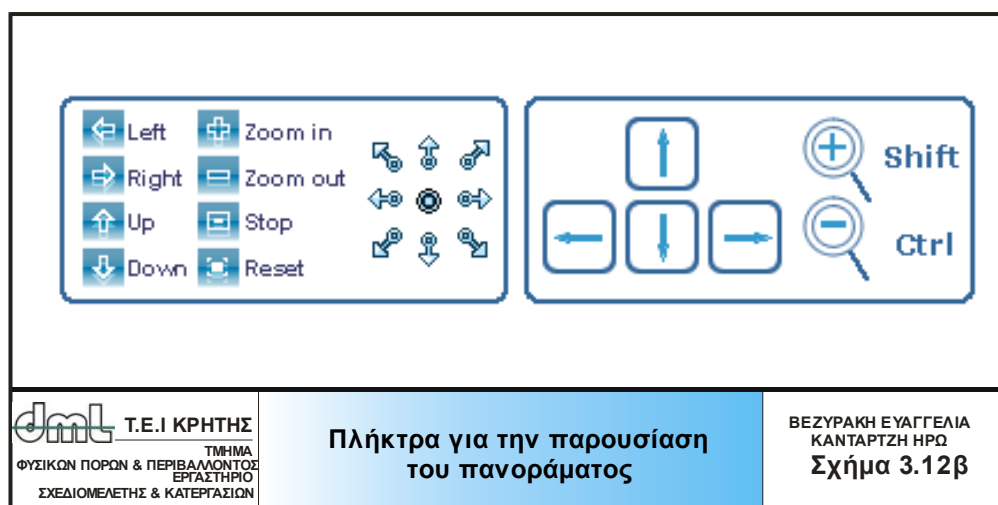 Left
Zoom in
Right
Zoom out
Up
Stop
Down
Reset
Shift
Ctrl
dml Τ.Ε.Ι ΚΡΗΤΗΣ
ΤΜΗΜΑ
ΦΥΣΙΚΩΝ ΠΟΡΩΝ & ΠΕΡΙΒΑΛΛΟΝΤΟΣ
ΕΡΓΑΣΤΗΡΙΟ
ΣΧΕΔΙΟΜΕΛΕΤΗΣ & ΚΑΤΕΡΓΑΣΙΩΝ
Πλήκτρα για την παρουσίαση
του πανοράματος
ΒΕΖΥΡΑΚΗ ΕΥΑΓΓΕΛΙΑ
ΚΑΝΤΑΡΤΖΗ ΗΡΩ
Σχήμα 3.12β